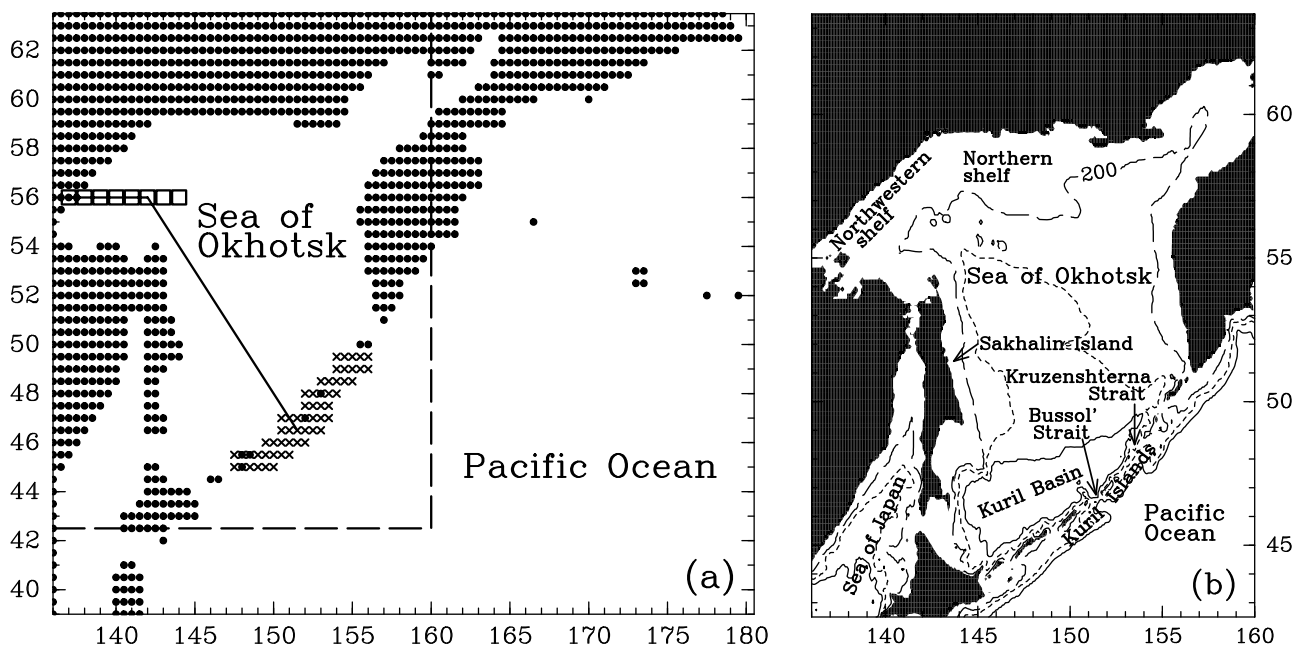 62
60
58
56
54
52
50
48
46
44
42
40
140
145
150
155
160
165
170
175
180
Sea of
Okhotsk
Pacific Ocean
(a)
Northwestern
shelf
Northern
shelf
200
Sea of Okhotsk
Sakhalin Island
Kruzenshterna
Strait
Bussol'
Strait
Kuril Basin
Kuril Islands
Sea of Japan
Pacific
Ocean
(b)
60
55
50
45
140
145
150
155
160